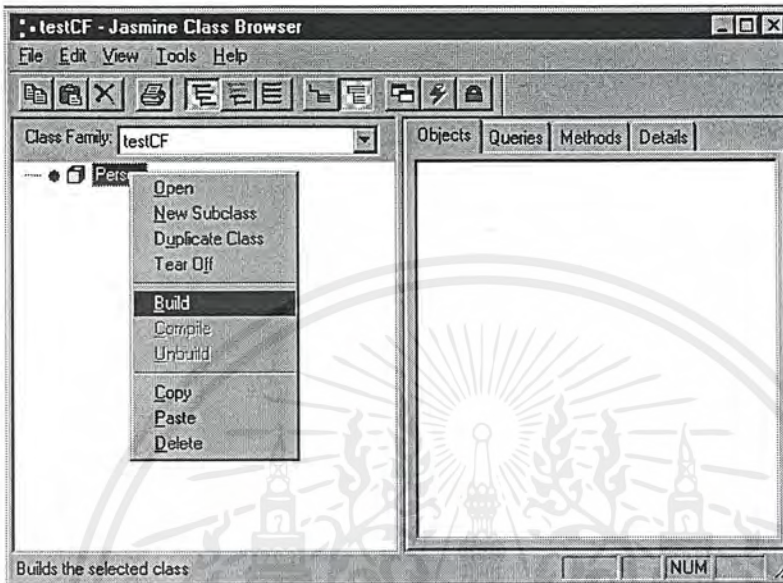 testCF - Jasmine Class Browser
File Edit View Tools Help
Class Family: testCF
Objects Queries Methods Details
Open
New Subclass
Duplicate Class
Tear Off
Build
Compile
Unbuild
Copy
Paste
Delete
Builds the selected class
NUM